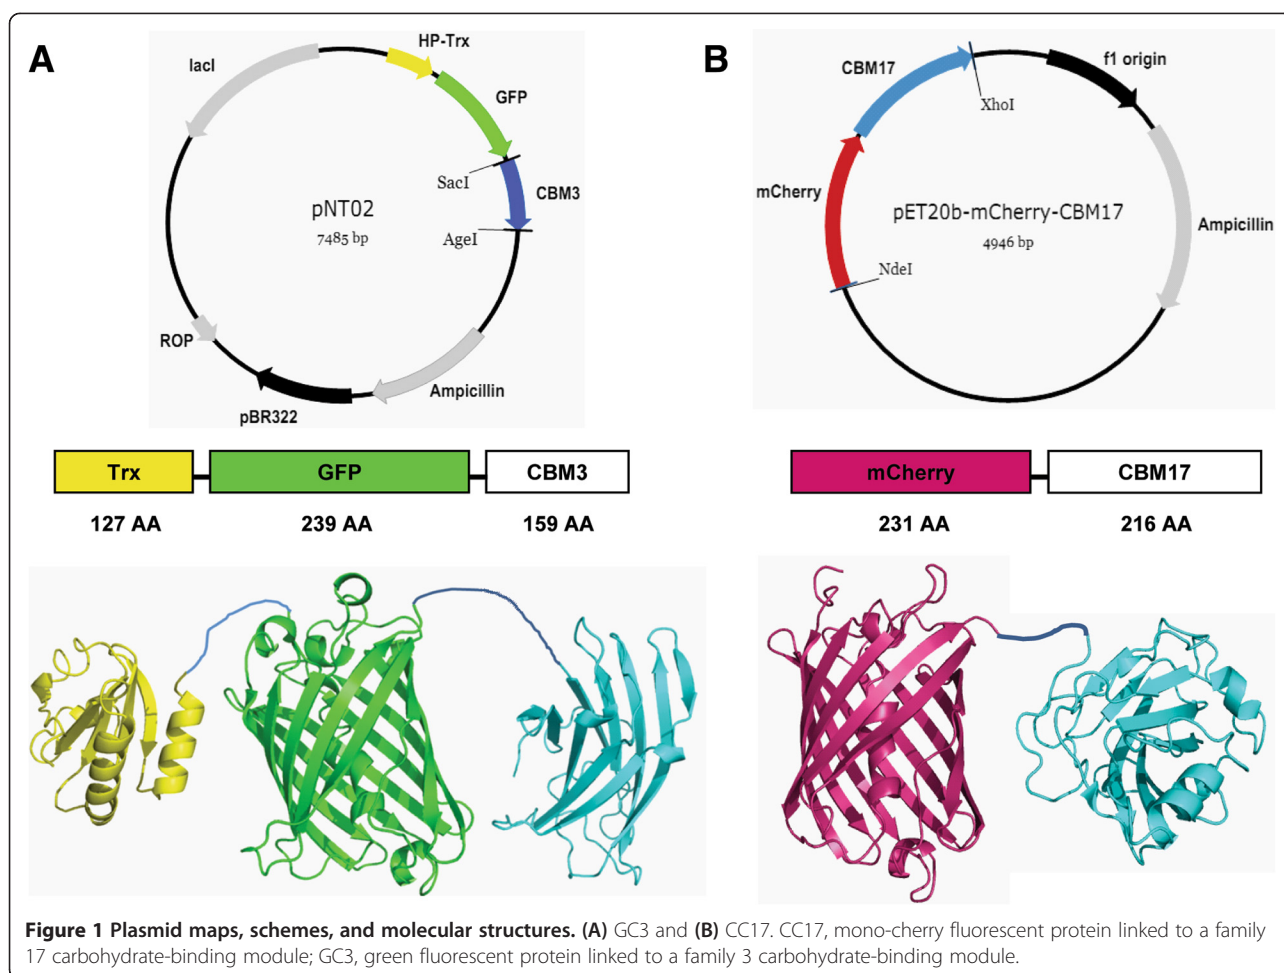 A
HP-Trx
lacI
GFP
SacI
CBM3
pNT02
7485 bp
AgeI
ROP
Ampicillin
pBR322
B
CBM17
f1 origin
XhoI
mCherry
pET20b-mCherry-CBM17
4946 bp
Ampicillin
NdeI
Trx GFP CBM3
127 AA 239 AA 159 AA
mCherry CBM17
231 AA 216 AA
Figure 1 Plasmid maps, schemes, and molecular structures. (A) GC3 and (B) CC17. CC17, mono-cherry fluorescent protein linked to a family
17 carbohydrate-binding module; GC3, green fluorescent protein linked to a family 3 carbohydrate-binding module.